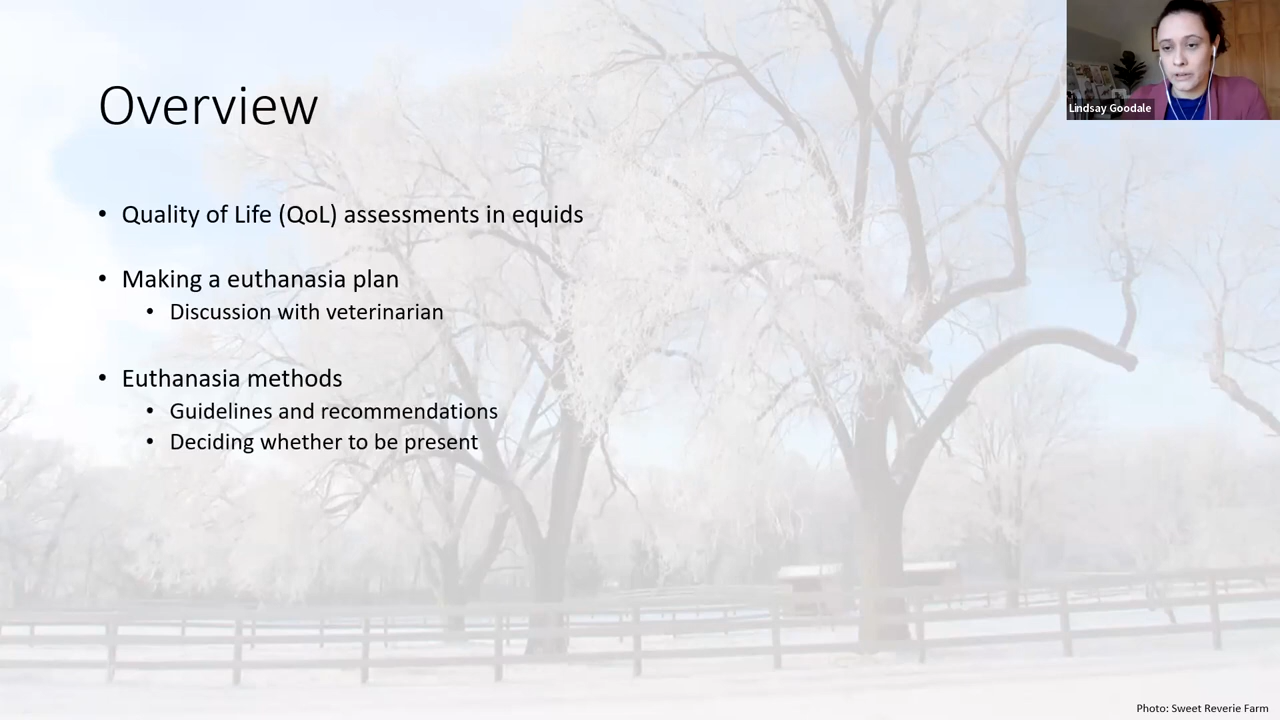 Overview
Lindsay Goodale
• Quality of Life (QoL) assessments in equids
• Making a euthanasia plan
• Discussion with veterinarian
• Euthanasia methods
• Guidelines and recommendations
• Deciding whether to be present
Photo: Sweet Reverie Farm